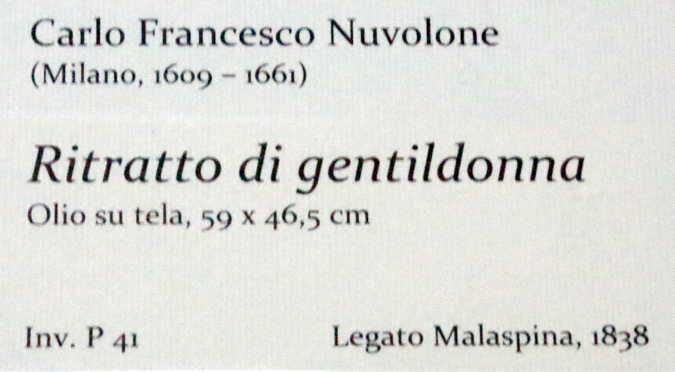 Carlo Francesco Nuvolone
(Milano, 1609 – 1661)
Ritratto di gentildonna
Olio su tela, 59 x 46,5 cm
Inv. P 41 Legato Malaspina, 1838